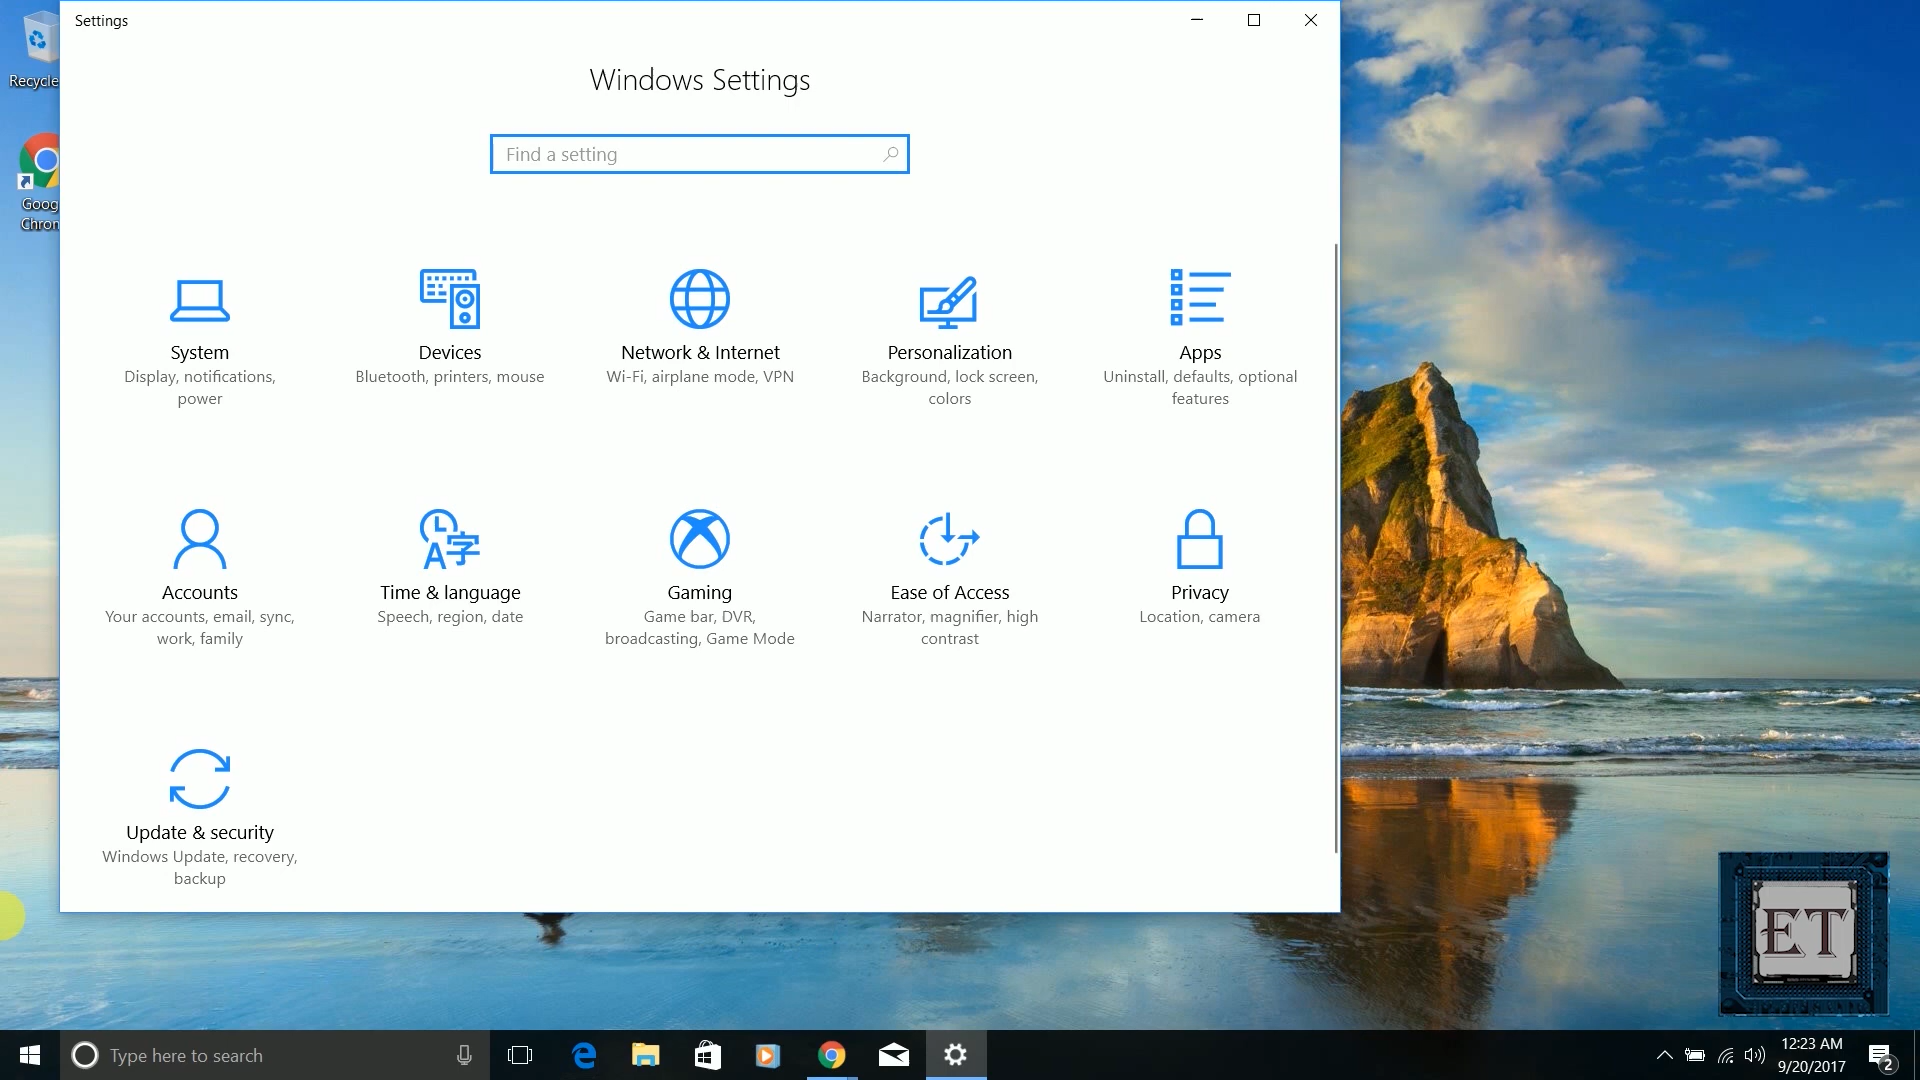 Settings
Recycle
Windows Settings
Find a setting
Goog
Chron
System
Display, notifications,
power
Devices
Bluetooth, printers, mouse
Network & Internet
Wi-Fi, airplane mode, VPN
Personalization
Background, lock screen,
colors
Apps
Uninstall, defaults, optional
features
Accounts
Your accounts, email, sync,
work, family
Time & language
Speech, region, date
Gaming
Game bar, DVR,
broadcasting, Game Mode
Ease of Access
Narrator, magnifier, high
contrast
Privacy
Location, camera
Update & security
Windows Update, recovery,
backup
ET
Type here to search
12:23 AM
9/20/2017
2